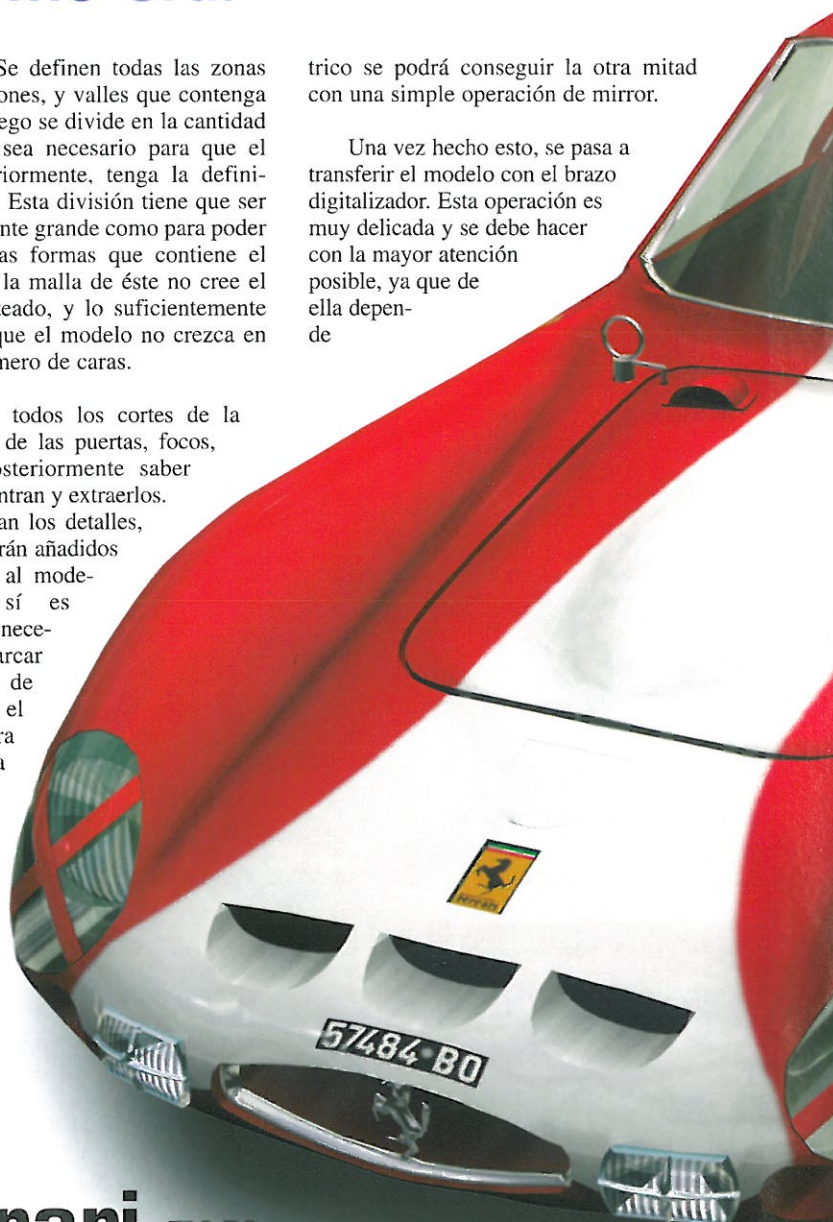 Se definen todas las zonas
ones, y valles que contenga
ego se divide en la cantidad
sea necesario para que el
riormente, tenga la defini-
Esta división tiene que ser
nte grande como para poder
as formas que contiene el
la malla de éste no cree el
eado, y lo suficientemente
que el modelo no crezca en
mero de caras.
todos los cortes de la
de las puertas, focos,
osteriormente saber
ntran y extraerlos.
an los detalles,
rán añadidos
al mode-
sí es
nece-
arcar
de
el
ra
a
trico se podrá conseguir la otra mitad
con una simple operación de mirror.
Una vez hecho esto, se pasa a
transferir el modelo con el brazo
digitalizador. Esta operación es
muy delicada y se debe hacer
con la mayor atención
posible, ya que de
ella depen-
de
Ferrari
57484 BO